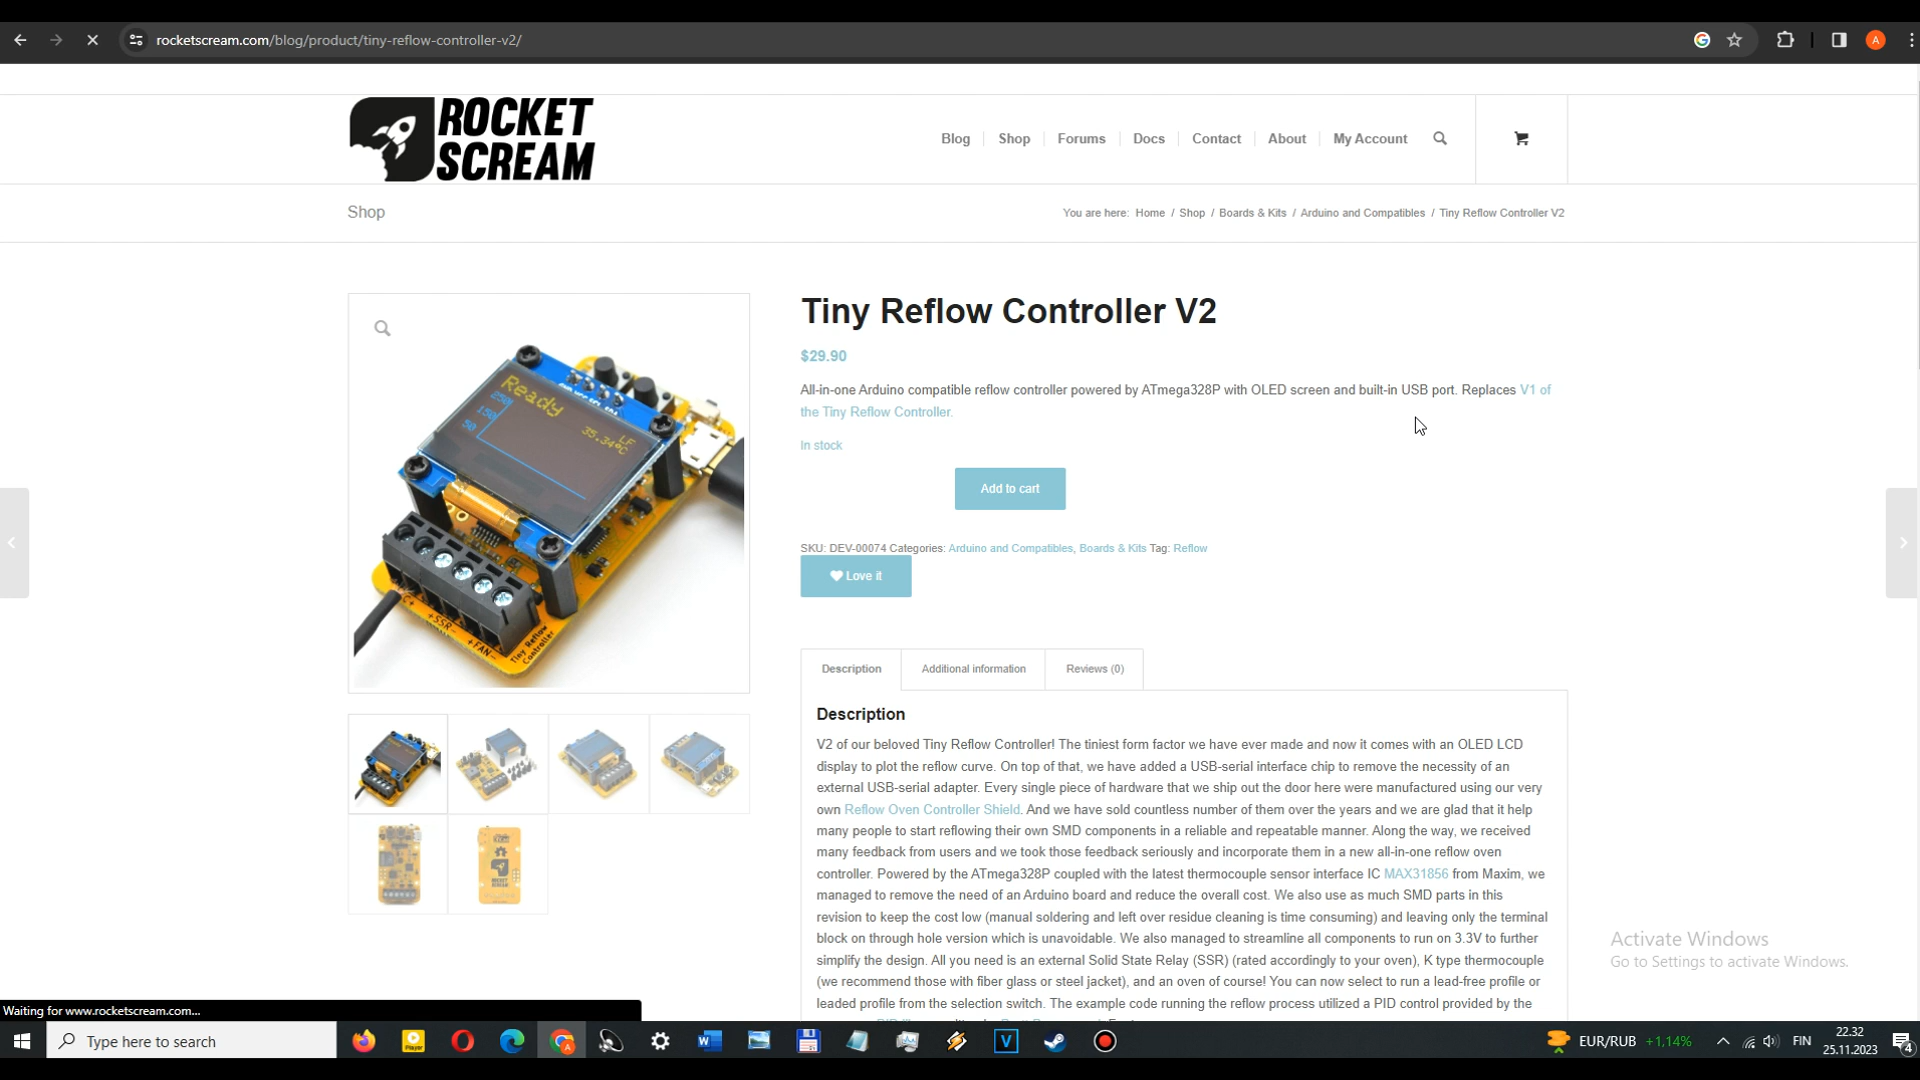 rocketscream.com/blog/product/tiny-reflow-controller-v2/
A
ROCKET
SCREAM
Blog
Shop
Forums
Docs
Contact
About
My Account
Shop
You are here: Home / Shop / Boards & Kits / Arduino and Compatibles / Tiny Reflow Controller V2
Ready
250
150
50
LF
35.34°C
+SSR-
+FAN-
Tiny Reflow
Controller
Tiny Reflow Controller V2
$29.90
All-in-one Arduino compatible reflow controller powered by ATmega328P with OLED screen and built-in USB port. Replaces V1 of
the Tiny Reflow Controller.
In stock
Add to cart
SKU: DEV-00074 Categories: Arduino and Compatibles, Boards & Kits Tag: Reflow
Love it
Description
Additional information
Reviews (0)
Description
V2 of our beloved Tiny Reflow Controller! The tiniest form factor we have ever made and now it comes with an OLED LCD
display to plot the reflow curve. On top of that, we have added a USB-serial interface chip to remove the necessity of an
external USB-serial adapter. Every single piece of hardware that we ship out the door here were manufactured using our very
own Reflow Oven Controller Shield. And we have sold countless number of them over the years and we are glad that it help
many people to start reflowing their own SMD components in a reliable and repeatable manner. Along the way, we received
many feedback from users and we took those feedback seriously and incorporate them in a new all-in-one reflow oven
controller. Powered by the ATmega328P coupled with the latest thermocouple sensor interface IC MAX31856 from Maxim, we
managed to remove the need of an Arduino board and reduce the overall cost. We also use as much SMD parts in this
revision to keep the cost low (manual soldering and left over residue cleaning is time consuming) and leaving only the terminal
block on through hole version which is unavoidable. We also managed to streamline all components to run on 3.3V to further
simplify the design. All you need is an external Solid State Relay (SSR) (rated accordingly to your oven), K type thermocouple
(we recommend those with fiber glass or steel jacket), and an oven of course! You can now select to run a lead-free profile or
leaded profile from the selection switch. The example code running the reflow process utilized a PID control provided by the
ROCKET
SCREAM
Activate Windows
Go to Settings to activate Windows.
Waiting for www.rocketscream.com...
Type here to search
Player
W
V
EUR/RUB +1,14%
FIN
22.32
25.11.2023
4